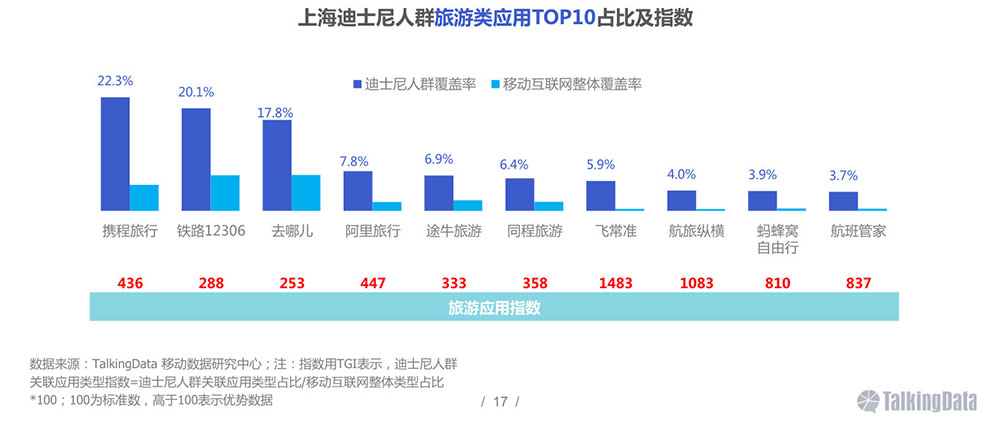 上海迪士尼人群旅游类应用TOP10占比及指数
迪士尼人群覆盖率 移动互联网整体覆盖率
22.3% 20.1% 17.8% 7.8% 6.9% 6.4% 5.9% 4.0% 3.9% 3.7%
携程旅行 铁路12306 去哪儿 阿里旅行 途牛旅游 同程旅游 飞常准 航旅纵横 蚂蜂窝 航班管家
自由行
436 288 253 447 333 358 1483 1083 810 837
旅游应用指数
数据来源：TalkingData 移动数据研究中心；注：指数用TGI表示，迪士尼人群
关联应用类型指数=迪士尼人群关联应用类型占比/移动互联网整体类型占比
*100；100为标准数，高于100表示优势数据
/ 17 /
TalkingData